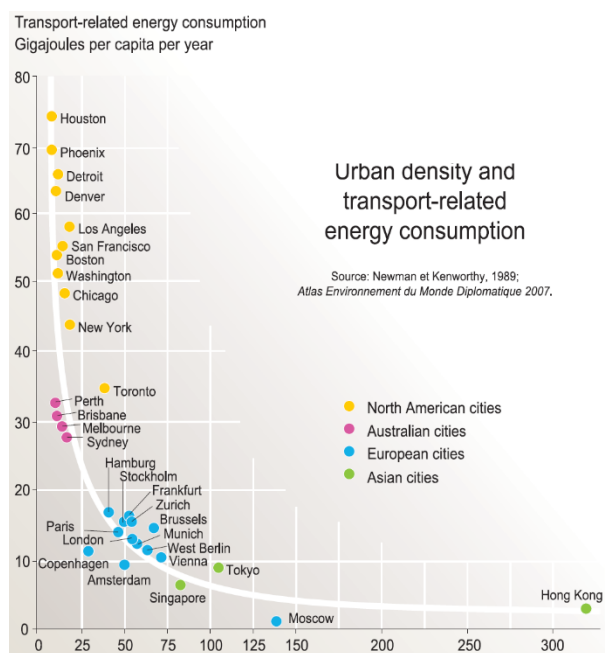 Transport-related energy consumption
Gigajoules per capita per year
80
70
60
50
40
30
20
10
0
Houston
Phoenix
Detroit
Denver
Los Angeles
San Francisco
Boston
Washington
Chicago
New York
Toronto
Perth
Brisbane
Melbourne
Sydney
Hamburg
Stockholm
Frankfurt
Zurich
Brussels
Paris
Munich
London
West Berlin
Copenhagen
Vienna
Amsterdam
Tokyo
Singapore
Moscow
Hong Kong
Urban density and
transport-related
energy consumption
Source: Newman et Kenworthy, 1989;
Atlas Environnement du Monde Diplomatique 2007.
North American cities
Australian cities
European cities
Asian cities
0 25 50 75 100 125 150 200 250 300